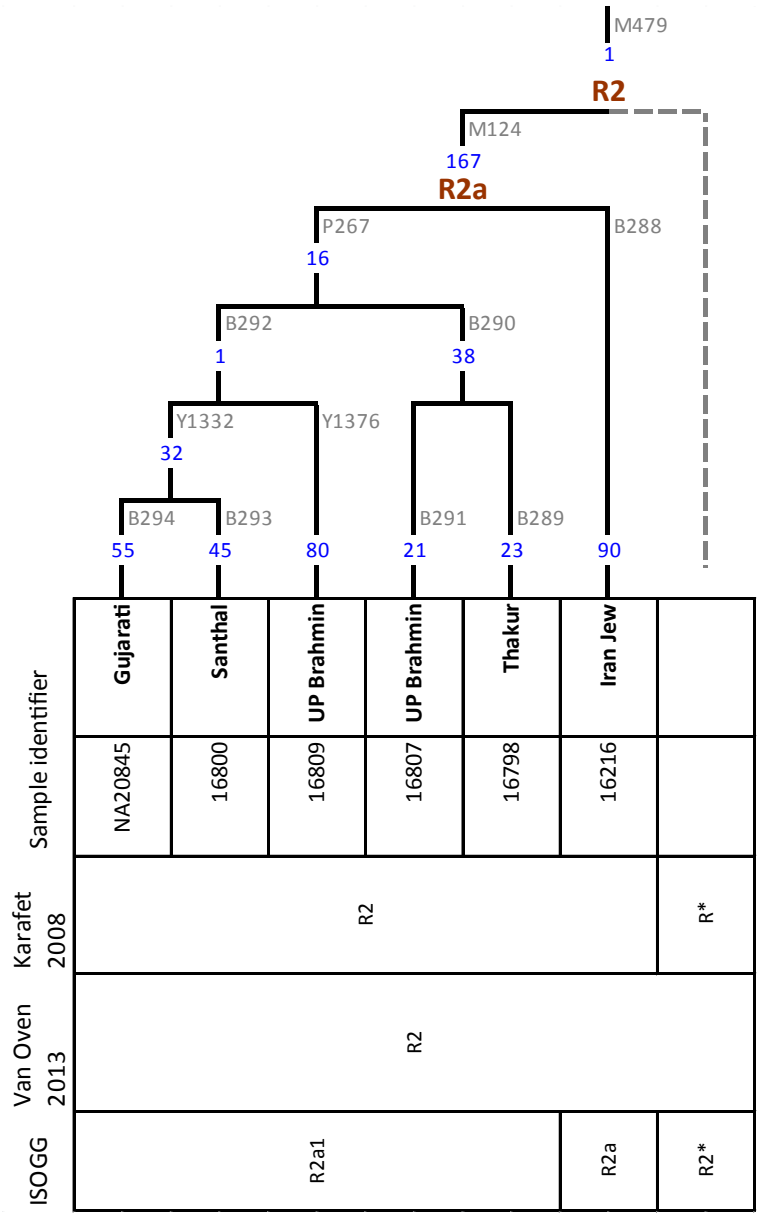 M479
1
R2
M124
167
R2a
P267
B288
16
B292
B290
1
38
Y1332
Y1376
32
B294
B293
B291
B289
55
45
80
21
23
90
Sample identifier
Gujarati
Santhal
UP Brahmin
UP Brahmin
Thakur
Iran Jew
NA20845
16800
16809
16807
16798
16216
Karafet
2008
R2
R*
Van Oven
2013
R2
ISOGG
R2a1
R2a
R2*